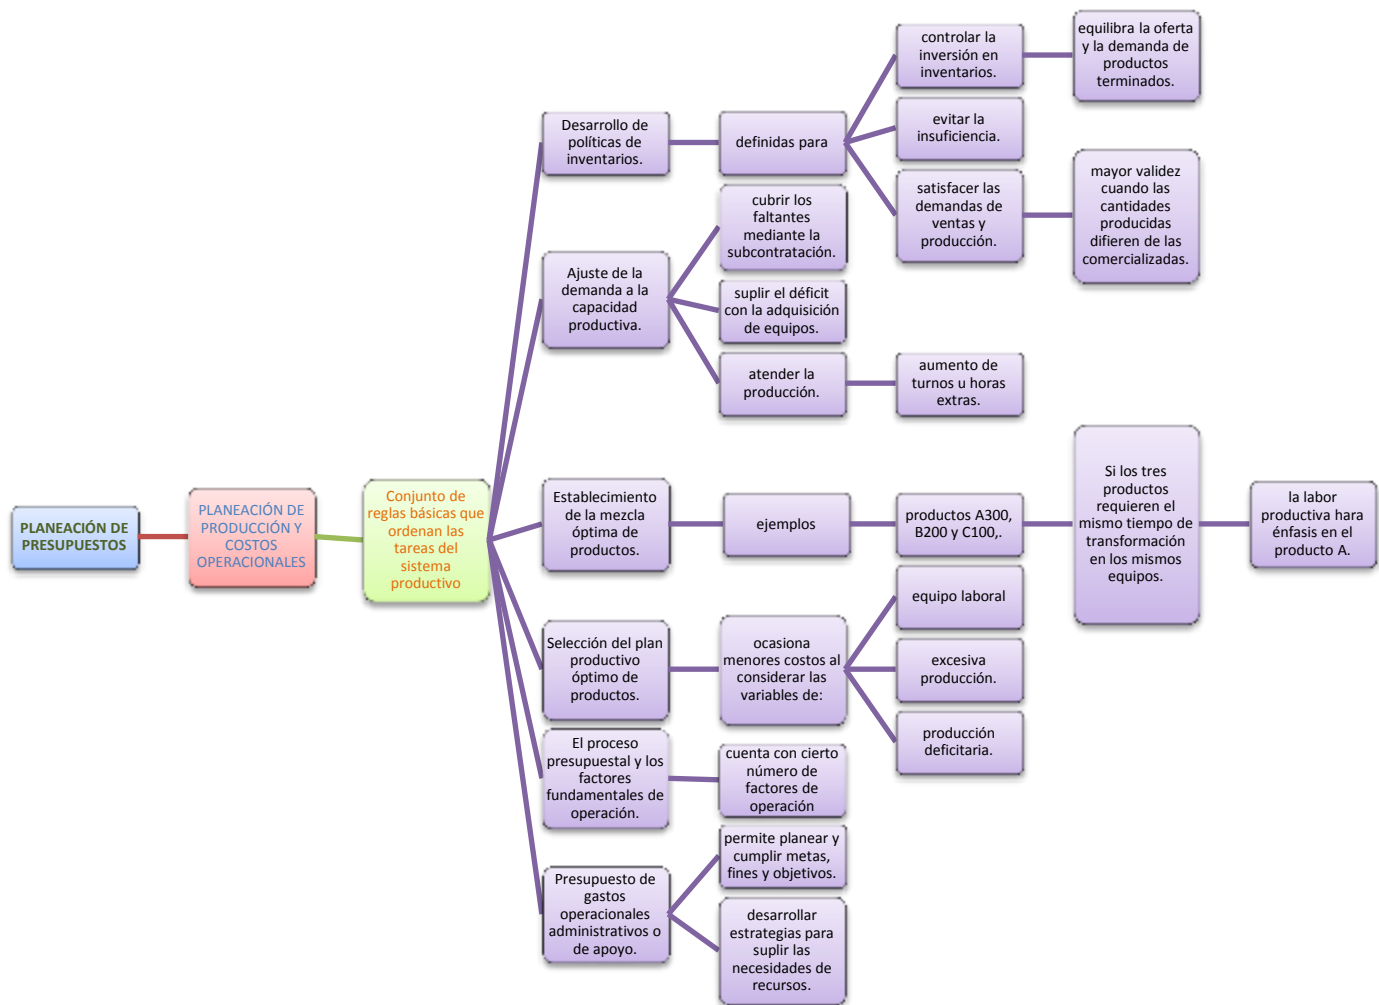 PLANEACIÓN DE
PRESUPUESTOS
PLANEACIÓN DE
PRODUCCIÓN Y
COSTOS
OPERACIONALES
Conjunto de
reglas básicas que
ordenan las
tareas del
sistema
productivo
Desarrollo de
políticas de
inventarios.
definidas para
controlar la
inversión en
inventarios.
equilibra la oferta
y la demanda de
productos
terminados.
evitar la
insuficiencia.
satisfacer las
demandas de
ventas y
producción.
mayor validez
cuando las
cantidades
producidas
difieren de las
comercializadas.
Ajuste de la
demanda a la
capacidad
productiva.
cubrir los
faltantes
mediante la
subcontratación.
suplir el déficit
con la adquisición
de equipos.
atender la
producción.
aumento de
turnos u horas
extras.
Establecimiento
de la mezcla
óptima de
productos.
ejemplos
productos A300,
B200 y C100,.
Si los tres
productos
requieren el
mismo tiempo de
transformación
en los mismos
equipos.
la labor
productiva hara
énfasis en el
producto A.
Selección del plan
productivo
óptimo de
productos.
ocasiona
menores costos al
considerar las
variables de:
equipo laboral
excesiva
producción.
producción
deficitaria.
El proceso
presupuestal y los
factores
fundamentales de
operación.
cuenta con cierto
número de
factores de
operación
Presupuesto de
gastos
operacionales
administrativos o
de apoyo.
permite planear y
cumplir metas,
fines y objetivos.
desarrollar
estrategias para
suplir las
necesidades de
recursos.